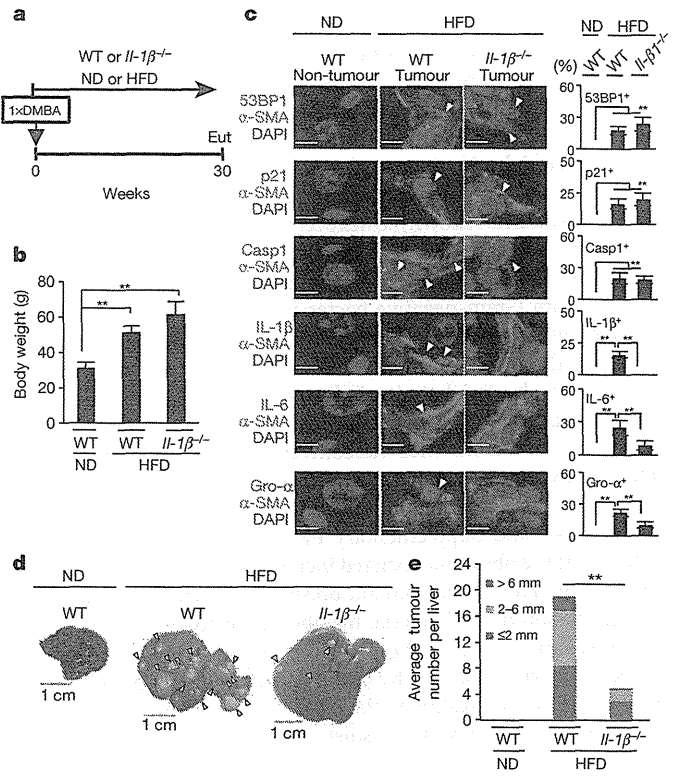 a
WT or Il-1β–/–
ND or HFD
1xDMBA
Eut
0
30
Weeks
b
Body weight (g)
80
60
40
20
0
**
**
WT
WT
Il-1β–/–
ND
HFD
c
ND
HFD
WT
Non-tumour
WT
Tumour
Il-1β–/–
Tumour
53BP1
α-SMA
DAPI
p21
α-SMA
DAPI
Casp1
α-SMA
DAPI
IL-1β
α-SMA
DAPI
IL-6
α-SMA
DAPI
Gro-α
α-SMA
DAPI
ND
HFD
(%)
WT
WT
Il-β1–/–
60
30
0
53BP1+
**
50
25
0
p21+
**
60
30
0
Casp1+
**
50
25
0
IL-1β+
** **
60
30
0
IL-6+
** **
60
30
0
Gro-α+
** **
d
ND
HFD
WT
WT
Il-1β–/–
1 cm
1 cm
1 cm
e
Average tumour
number per liver
24
20
16
12
8
4
0
> 6 mm
2–6 mm
≤2 mm
**
WT
WT
Il-1β–/–
ND
HFD